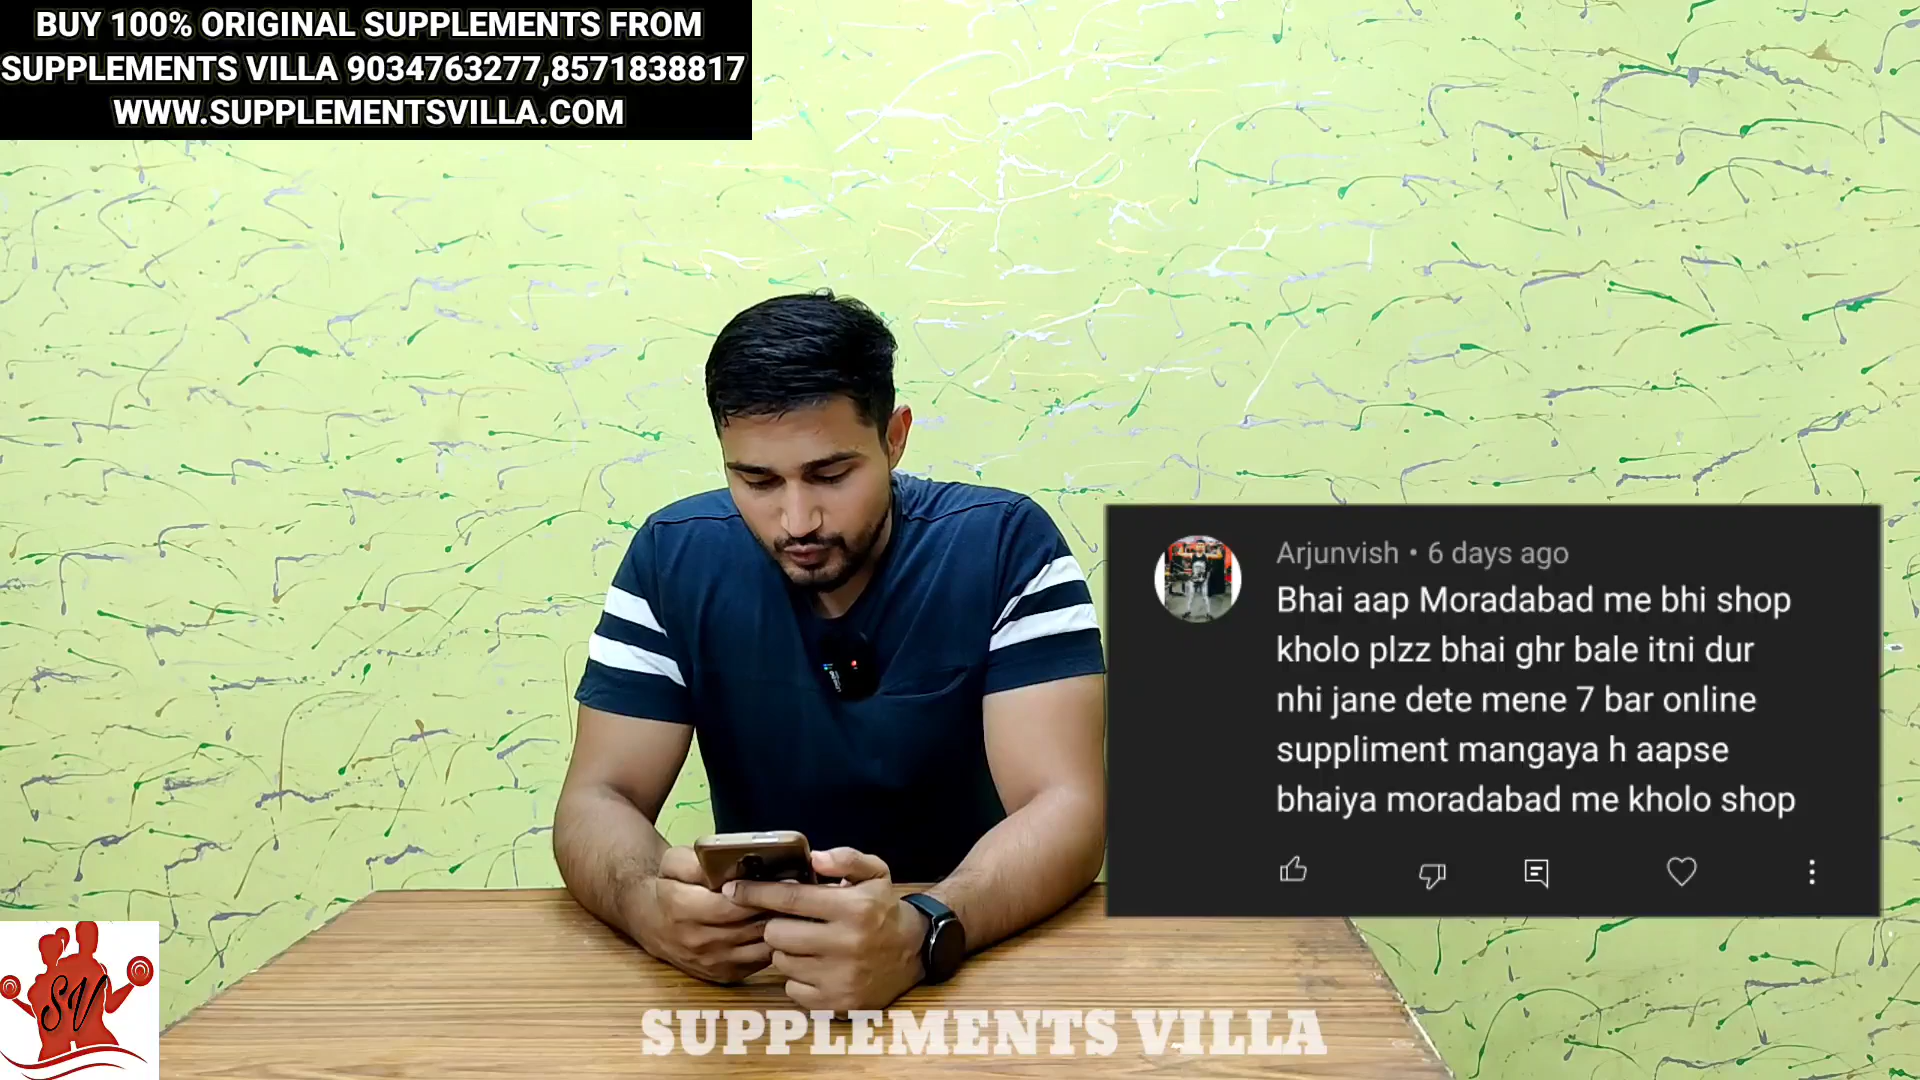 BUY 100% ORIGINAL SUPPLEMENTS FROM
SUPPLEMENTS VILLA 9034763277,8571838817
WWW.SUPPLEMENTSVILLA.COM
Arjunvish • 6 days ago
Bhai aap Moradabad me bhi shop
kholo plzz bhai ghr bale itni dur
nhi jane dete mene 7 bar online
suppliment mangaya h aapse
bhaiya moradabad me kholo shop
SV
SUPPLEMENTS VILLA